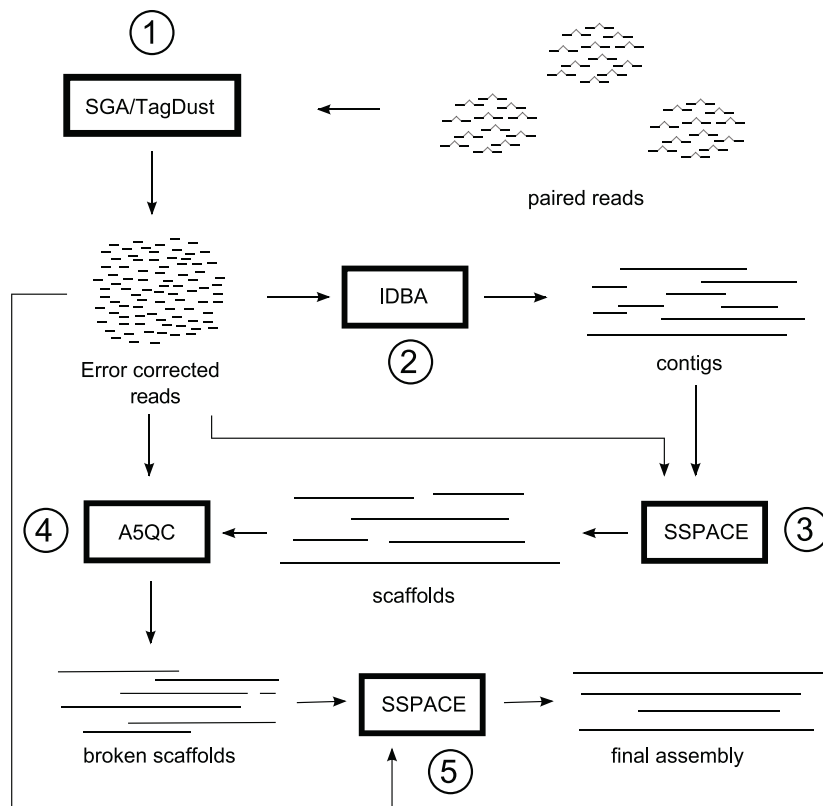 1
SGA/TagDust
paired reads
IDBA
2
Error corrected
reads
contigs
4
A5QC
SSPACE
3
scaffolds
SSPACE
broken scaffolds
5
final assembly